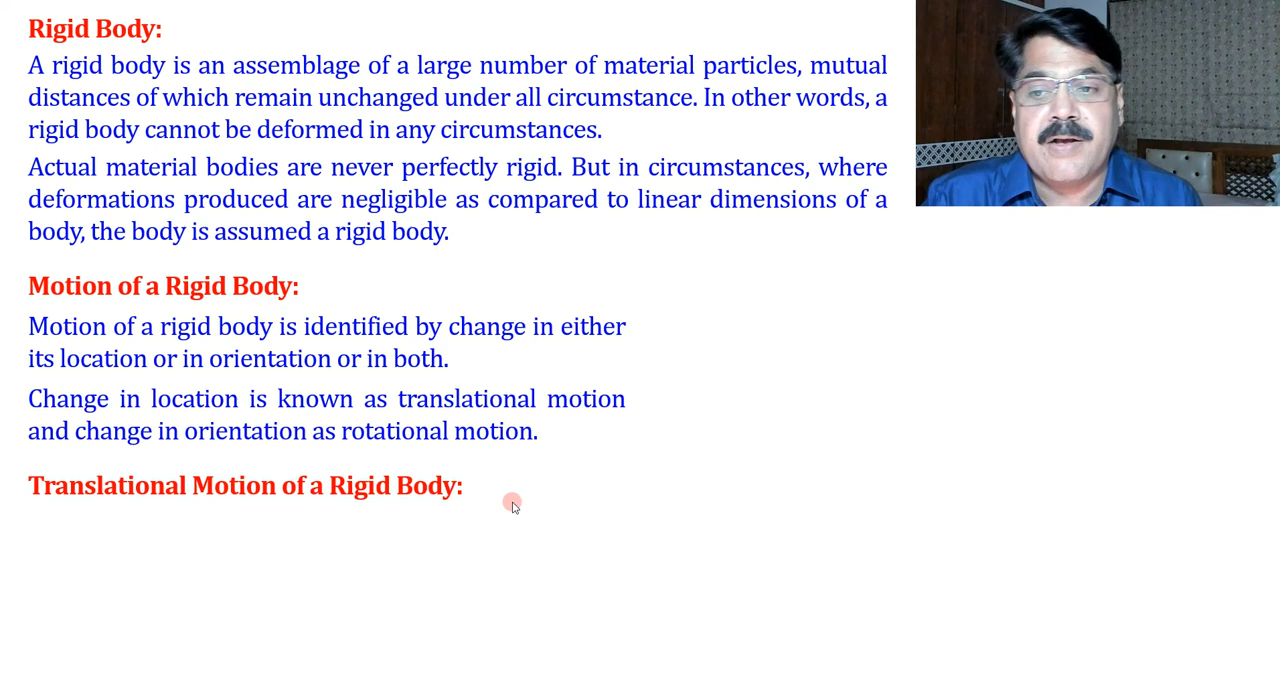 Rigid Body:
A rigid body is an assemblage of a large number of material particles, mutual
distances of which remain unchanged under all circumstance. In other words, a
rigid body cannot be deformed in any circumstances.
Actual material bodies are never perfectly rigid. But in circumstances, where
deformations produced are negligible as compared to linear dimensions of a
body, the body is assumed a rigid body.
Motion of a Rigid Body:
Motion of a rigid body is identified by change in either
its location or in orientation or in both.
Change in location is known as translational motion
and change in orientation as rotational motion.
Translational Motion of a Rigid Body: